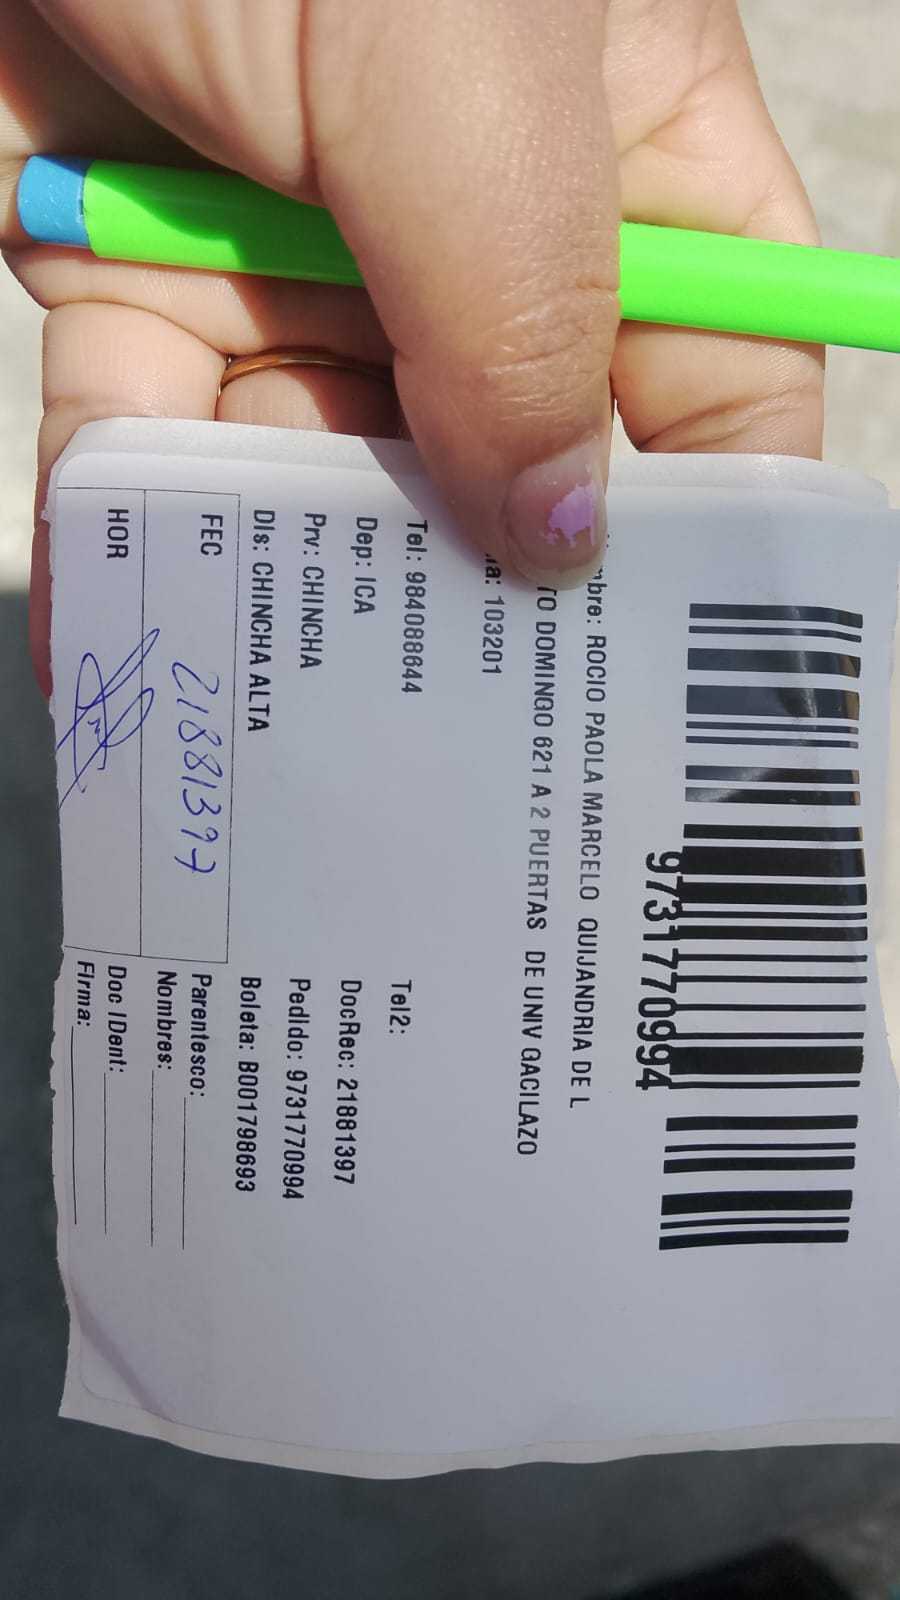 9731770994
mbre: ROCIO PAOLA MARCELO QUIJANDRIA DE L
TO DOMINGO 621 A 2 PUERTAS DE UNIV GACILAZO
na: 103201
Tel: 984088644 Tel2:
Dep: ICA DocRec: 21881397
Prv: CHINCHA Pedido: 9731770994
Dis: CHINCHA ALTA Boleta: B001798693
FEC 21881397 Parentesco:
Nombres:
HOR Doc IDent:
Firma: